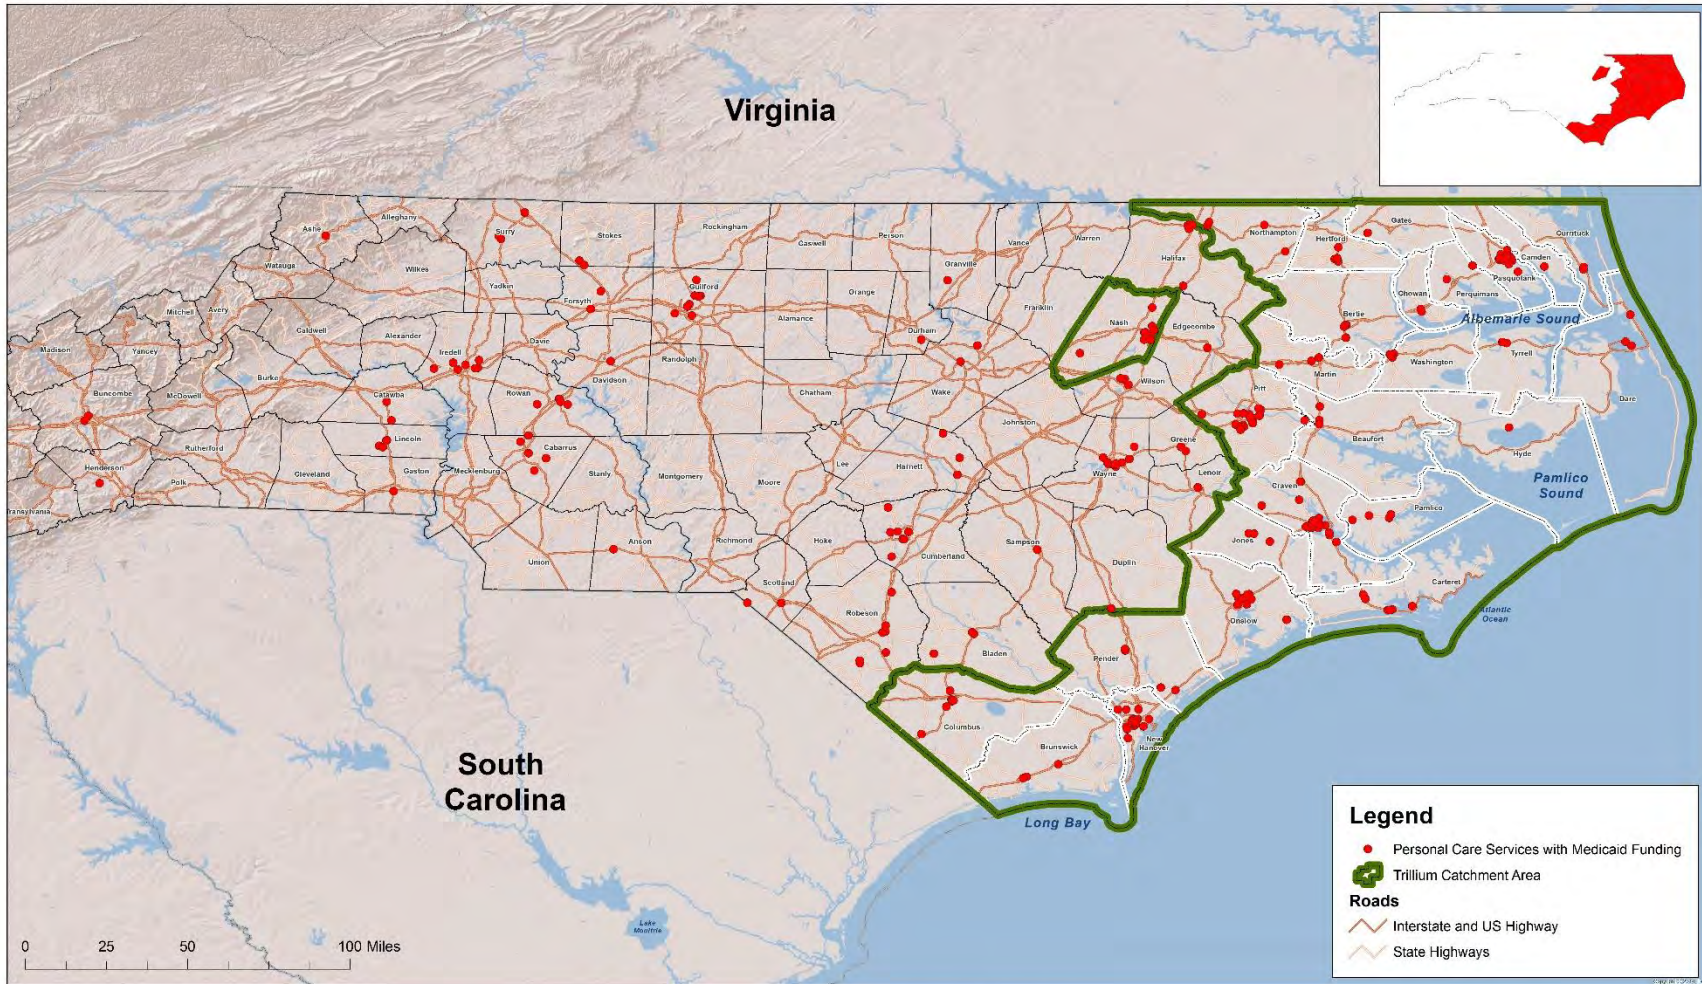 Virginia
Alleghany
Ashe
Surry
Stokes
Rockingham
Caswell
Person
Vance
Warren
Northampton
Gates
Currituck
Hertford
Camden
Pasquotank
Halifax
Granville
Watauga
Wilkes
Yadkin
Forsyth
Guilford
Orange
Franklin
Chowan
Perquimans
Mitchell
Avery
Alamance
Durham
Nash
Edgecombe
Bertie
Albemarle Sound
Madison
Yancey
Caldwell
Alexander
Iredell
Davie
Randolph
Washington
Tyrrell
Martin
Burke
Davidson
Wilson
Buncombe
McDowell
Catawba
Rowan
Chatham
Wake
Pitt
Dare
Johnston
Rutherford
Lincoln
Cabarrus
Greene
Beaufort
Hyde
Henderson
Polk
Cleveland
Gaston
Mecklenburg
Stanly
Montgomery
Moore
Lee
Harnett
Wayne
Lenoir
Pamlico
Sound
Craven
Pamlico
Transylvania
Union
Anson
Richmond
Hoke
Cumberland
Sampson
Duplin
Jones
Scotland
Carteret
Robeson
Onslow
Atlantic
Ocean
Bladen
Pender
Columbus
Brunswick
New
Hanover
South
Carolina
Long Bay
Lake
Moultrie
0 25 50 100 Miles
Legend
Personal Care Services with Medicaid Funding
Trillium Catchment Area
Roads
Interstate and US Highway
State Highways